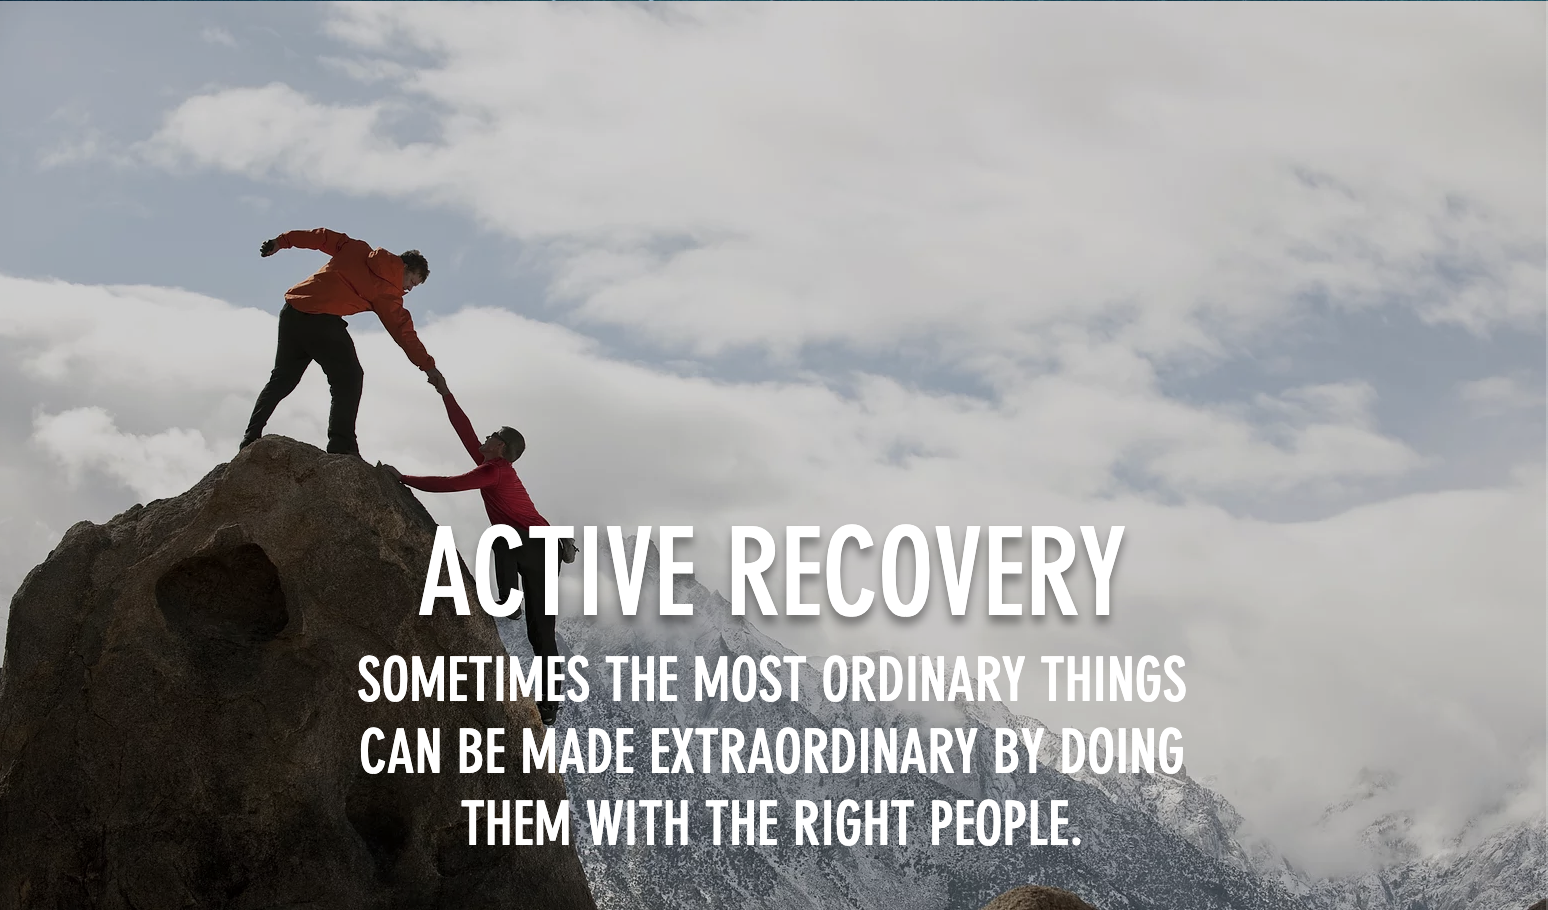 ACTIVE RECOVERY
SOMETIMES THE MOST ORDINARY THINGS
CAN BE MADE EXTRAORDINARY BY DOING
THEM WITH THE RIGHT PEOPLE.